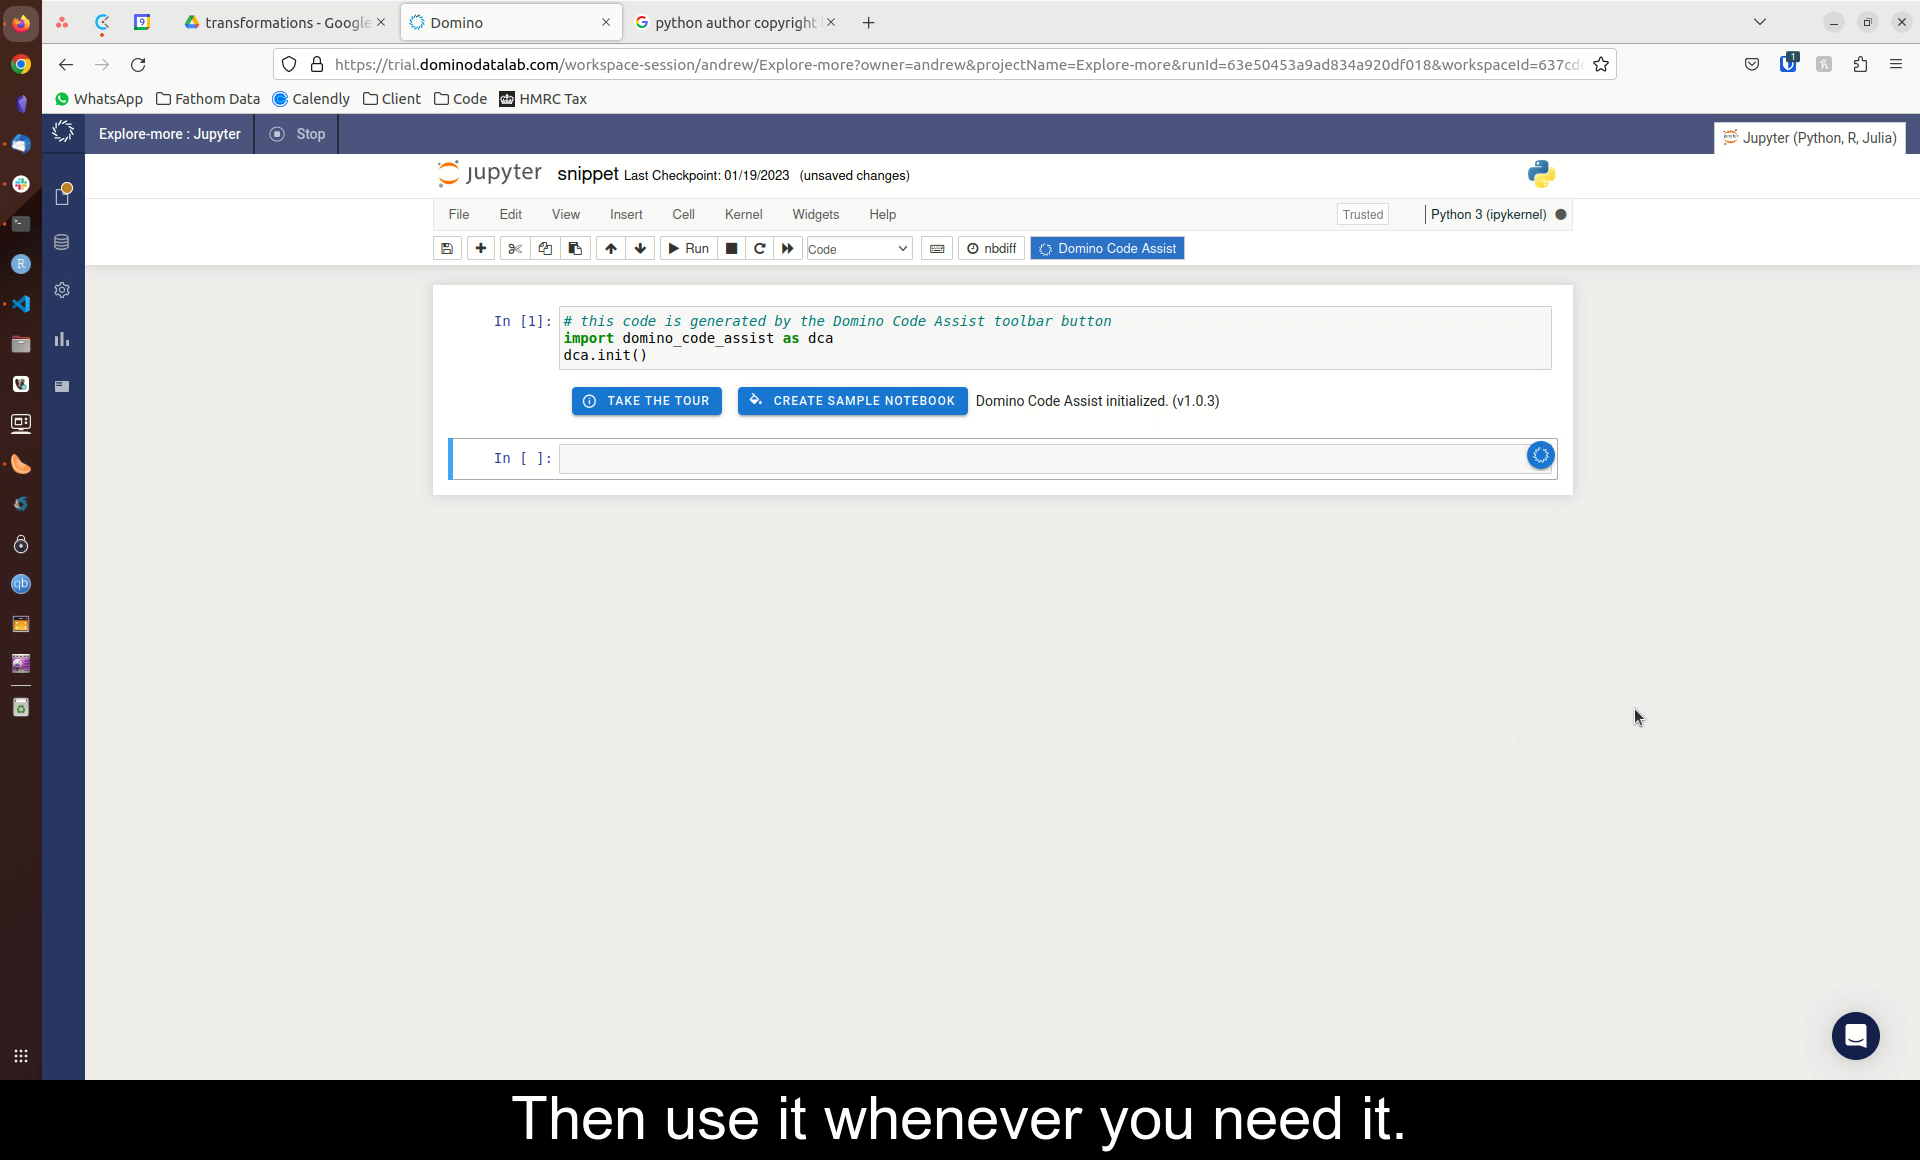 transformations - Google
Domino
python author copyright
https://trial.dominodatalab.com/workspace-session/andrew/Explore-more?owner=andrew&projectName=Explore-more&runId=63e50453a9ad834a920df018&workspaceId=637cd
WhatsApp Fathom Data Calendly Client Code HMRC Tax
Explore-more : Jupyter Stop Jupyter (Python, R, Julia)
jupyter snippet Last Checkpoint: 01/19/2023 (unsaved changes)
File Edit View Insert Cell Kernel Widgets Help Trusted Python 3 (ipykernel)
Run Code nbdiff Domino Code Assist
In [1]: # this code is generated by the Domino Code Assist toolbar button
import domino_code_assist as dca
dca.init()
TAKE THE TOUR CREATE SAMPLE NOTEBOOK Domino Code Assist initialized. (v1.0.3)
In [ ]:
Then use it whenever you need it.